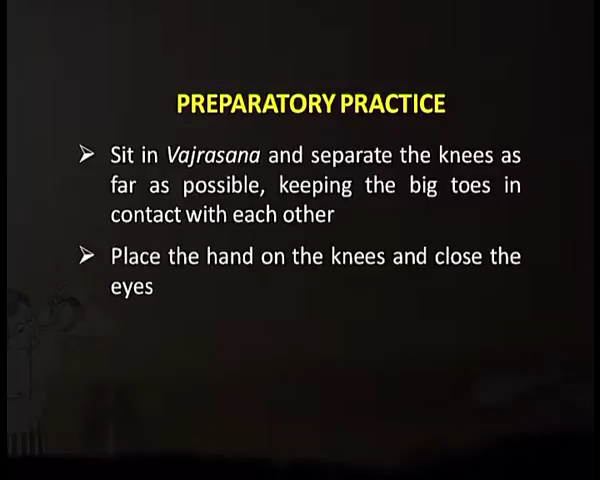 PREPARATORY PRACTICE
➢ Sit in Vajrasana and separate the knees as
far as possible, keeping the big toes in
contact with each other
➢ Place the hand on the knees and close the
eyes